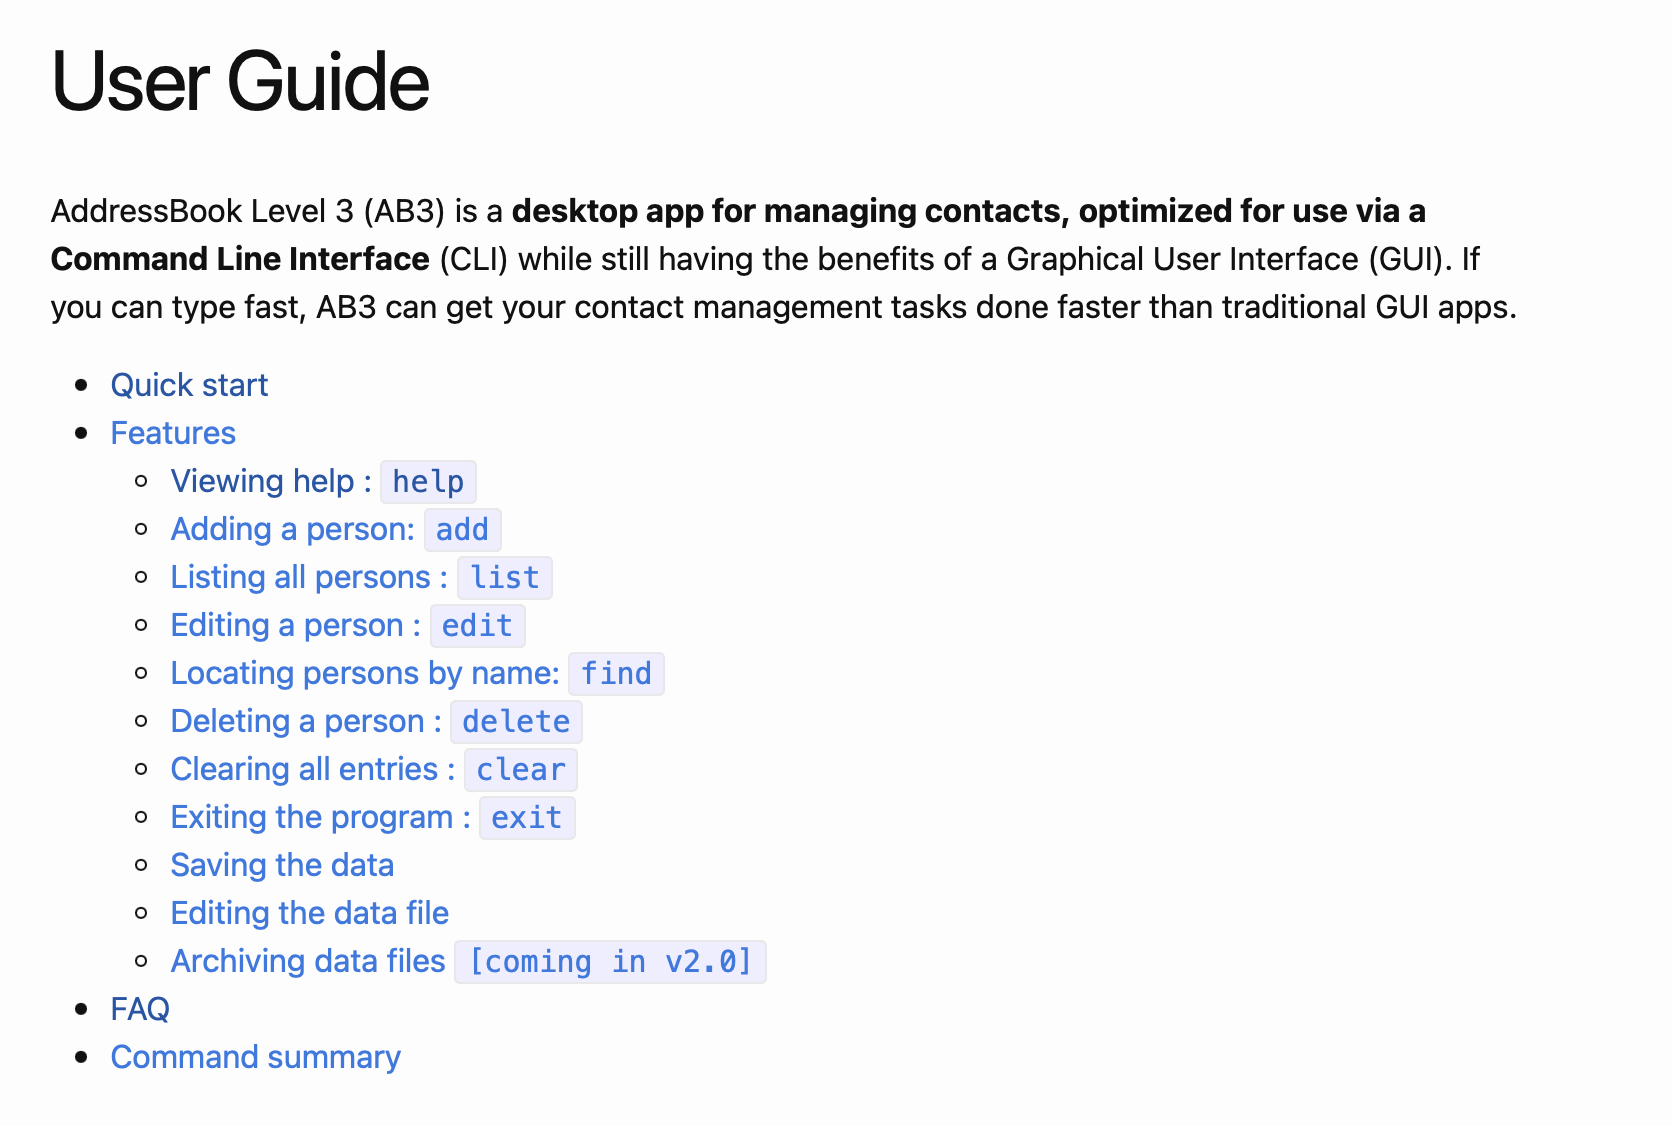 User Guide
AddressBook Level 3 (AB3) is a desktop app for managing contacts, optimized for use via a
Command Line Interface (CLI) while still having the benefits of a Graphical User Interface (GUI). If
you can type fast, AB3 can get your contact management tasks done faster than traditional GUI apps.
Quick start
Features
Viewing help : help
Adding a person: add
Listing all persons : list
Editing a person : edit
Locating persons by name: find
Deleting a person : delete
Clearing all entries : clear
Exiting the program : exit
Saving the data
Editing the data file
Archiving data files [coming in v2.0]
FAQ
Command summary